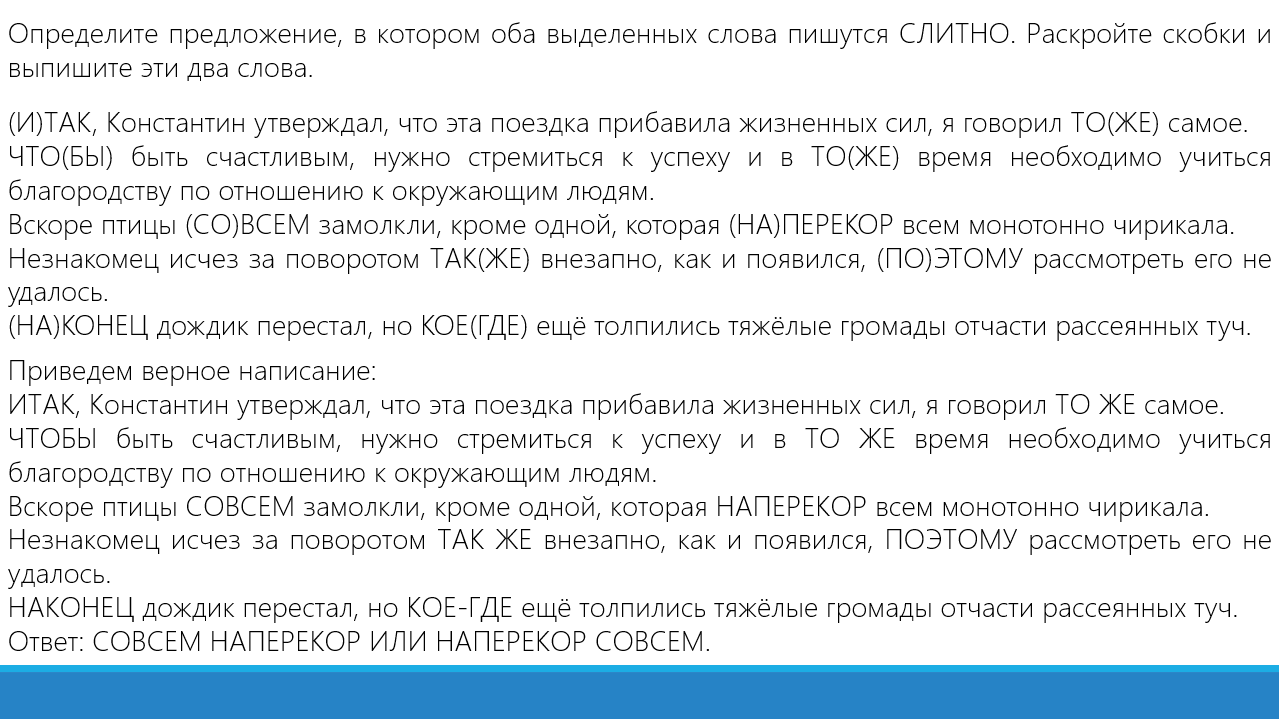 Определите предложение, в котором оба выделенных слова пишутся СЛИТНО. Раскройте скобки и
выпишите эти два слова.
(И)ТАК, Константин утверждал, что эта поездка прибавила жизненных сил, я говорил ТО(ЖЕ) самое.
ЧТО(БЫ) быть счастливым, нужно стремиться к успеху и в ТО(ЖЕ) время необходимо учиться
благородству по отношению к окружающим людям.
Вскоре птицы (СО)ВСЕМ замолкли, кроме одной, которая (НА)ПЕРЕКОР всем монотонно чирикала.
Незнакомец исчез за поворотом ТАК(ЖЕ) внезапно, как и появился, (ПО)ЭТОМУ рассмотреть его не
удалось.
(НА)КОНЕЦ дождик перестал, но КОЕ(ГДЕ) ещё толпились тяжёлые громады отчасти рассеянных туч.
Приведем верное написание:
ИТАК, Константин утверждал, что эта поездка прибавила жизненных сил, я говорил ТО ЖЕ самое.
ЧТОБЫ быть счастливым, нужно стремиться к успеху и в ТО ЖЕ время необходимо учиться
благородству по отношению к окружающим людям.
Вскоре птицы СОВСЕМ замолкли, кроме одной, которая НАПЕРЕКОР всем монотонно чирикала.
Незнакомец исчез за поворотом ТАК ЖЕ внезапно, как и появился, ПОЭТОМУ рассмотреть его не
удалось.
НАКОНЕЦ дождик перестал, но КОЕ-ГДЕ ещё толпились тяжёлые громады отчасти рассеянных туч.
Ответ: СОВСЕМ НАПЕРЕКОР ИЛИ НАПЕРЕКОР СОВСЕМ.